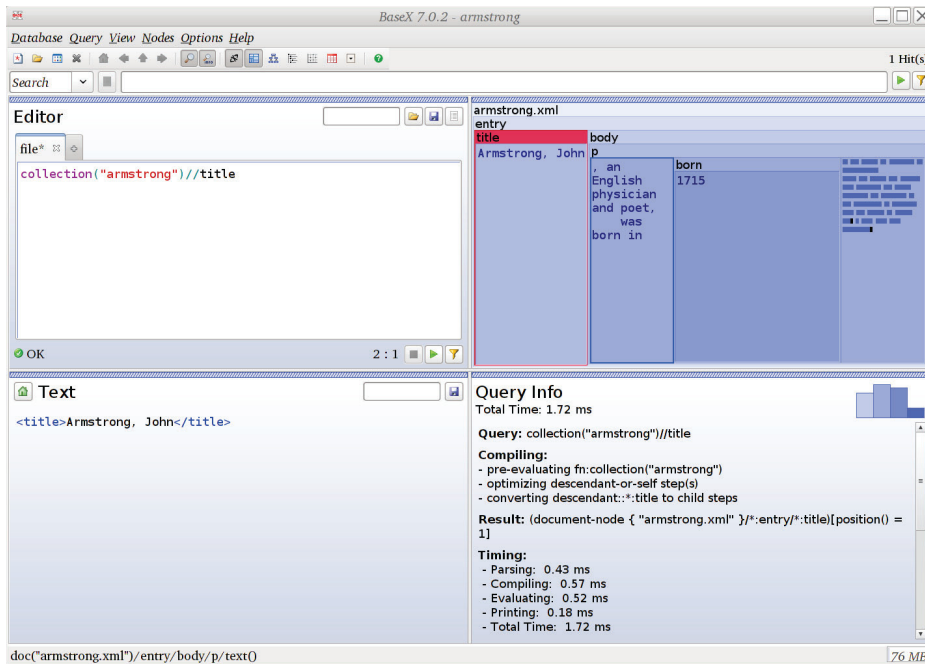 BaseX 7.0.2 - armstrong
Database Query View Nodes Options Help
1 Hit(s)
Search
Editor
file*
collection("armstrong")//title
OK
2 : 1
armstrong.xml
entry
title
body
Armstrong, John
p
, an
English
physician
and poet,
was
born in
born
1715
Text
<title>Armstrong, John</title>
Query Info
Total Time: 1.72 ms
Query: collection("armstrong")//title
Compiling:
- pre-evaluating fn:collection("armstrong")
- optimizing descendant-or-self step(s)
- converting descendant::*:title to child steps
Result: (document-node { "armstrong.xml" }/*:entry/*:title)[position() =
1]
Timing:
- Parsing: 0.43 ms
- Compiling: 0.57 ms
- Evaluating: 0.52 ms
- Printing: 0.18 ms
- Total Time: 1.72 ms
doc("armstrong.xml")/entry/body/p/text()
76 MB